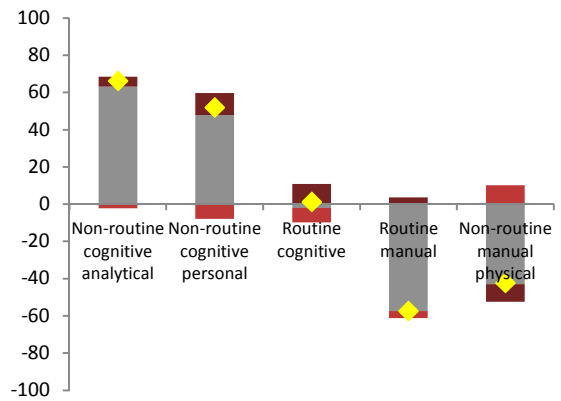 100
80
60
40
20
0
-20
-40
-60
-80
-100
Non-routine
cognitive
analytical
Non-routine
cognitive
personal
Routine
cognitive
Routine
manual
Non-routine
manual
physical